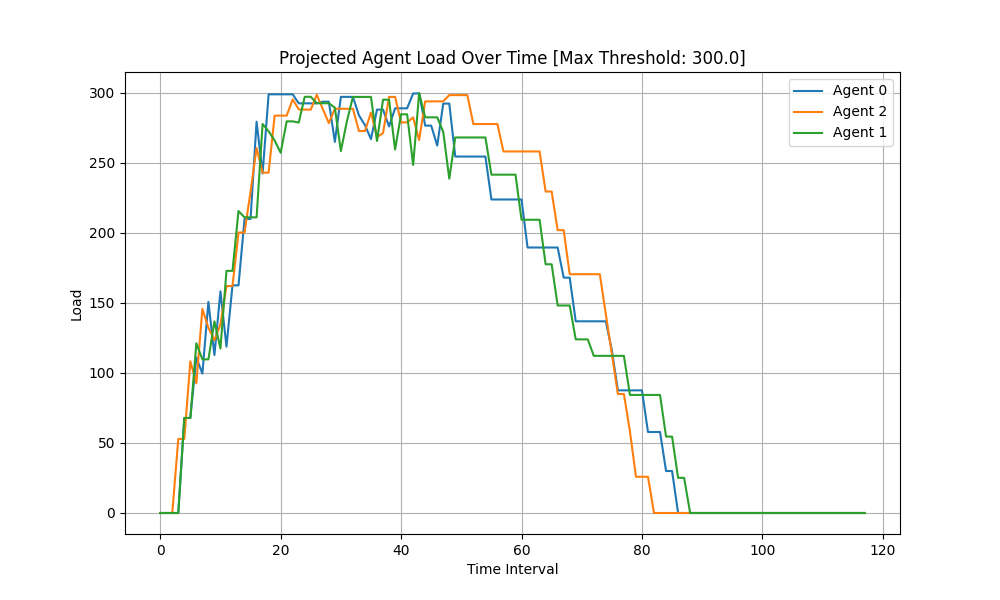 Projected Agent Load Over Time [Max Threshold: 300.0]
Agent 0
Agent 2
Agent 1
300
250
200
150
100
50
0
Load
0 20 40 60 80 100 120
Time Interval